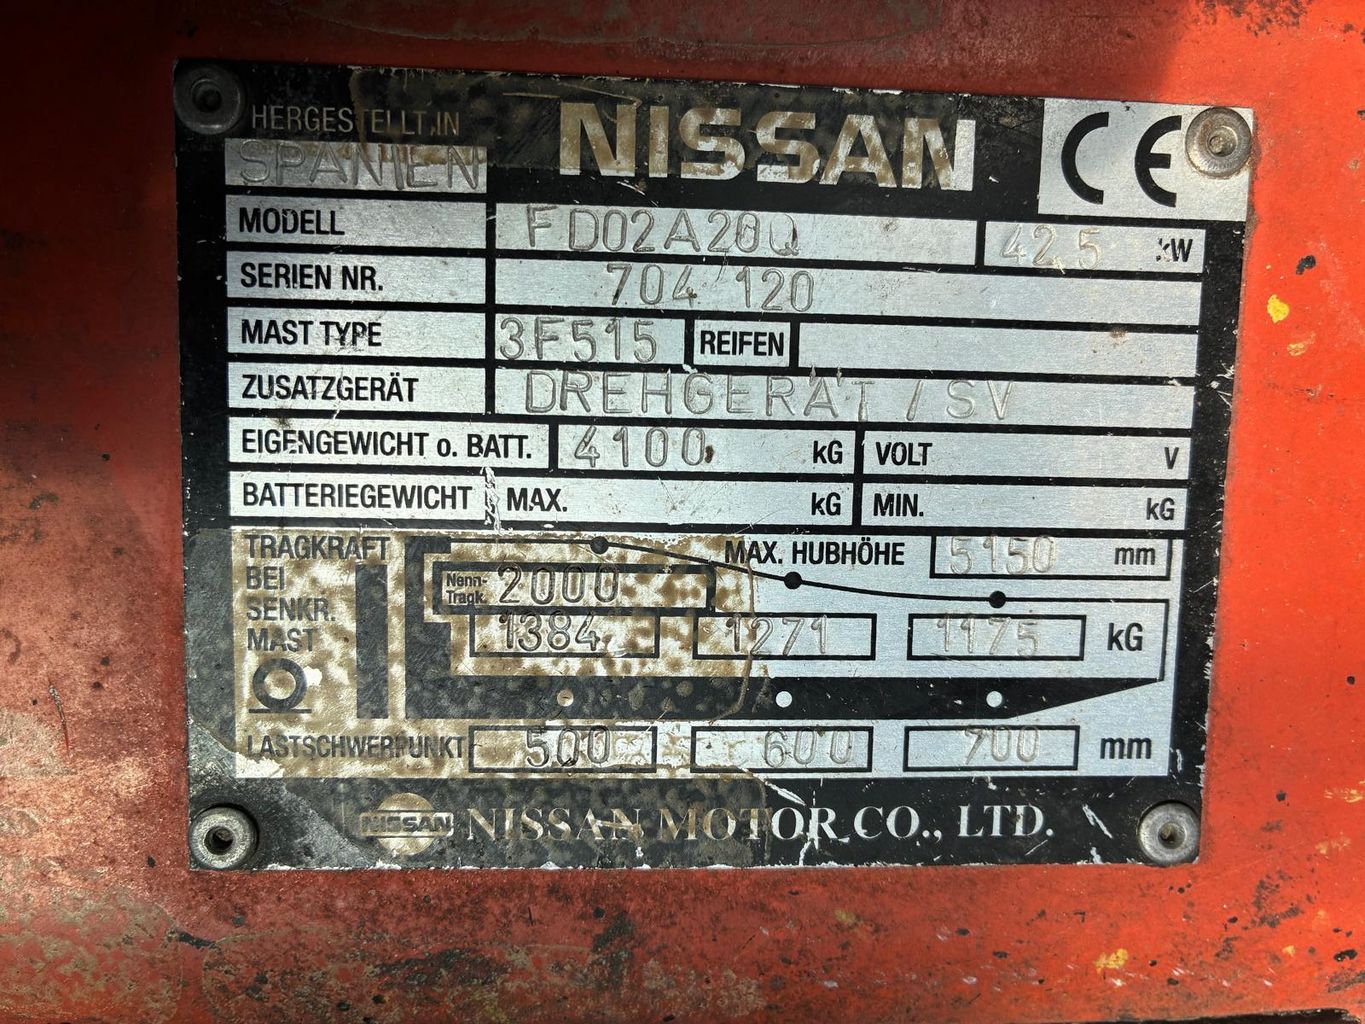 HERGESTELLT IN
SPANIEN
NISSAN
CE
MODELL FD02A20Q 42,5 kW
SERIEN NR. 704 120
MAST TYPE 3F515 REIFEN
ZUSATZGERÄT DREHGERÄT / SV
EIGENGEWICHT o. BATT. 4100 kG VOLT V
BATTERIEGEWICHT MAX. kG MIN. kG
TRAGKRAFT BEI SENKR. MAST
MAX. HUBHÖHE 5150 mm
Nenn-Tragk. 2000
1384 1271 1175 kG
LASTSCHWERPUNKT 500 600 700 mm
NISSAN NISSAN MOTOR CO., LTD.